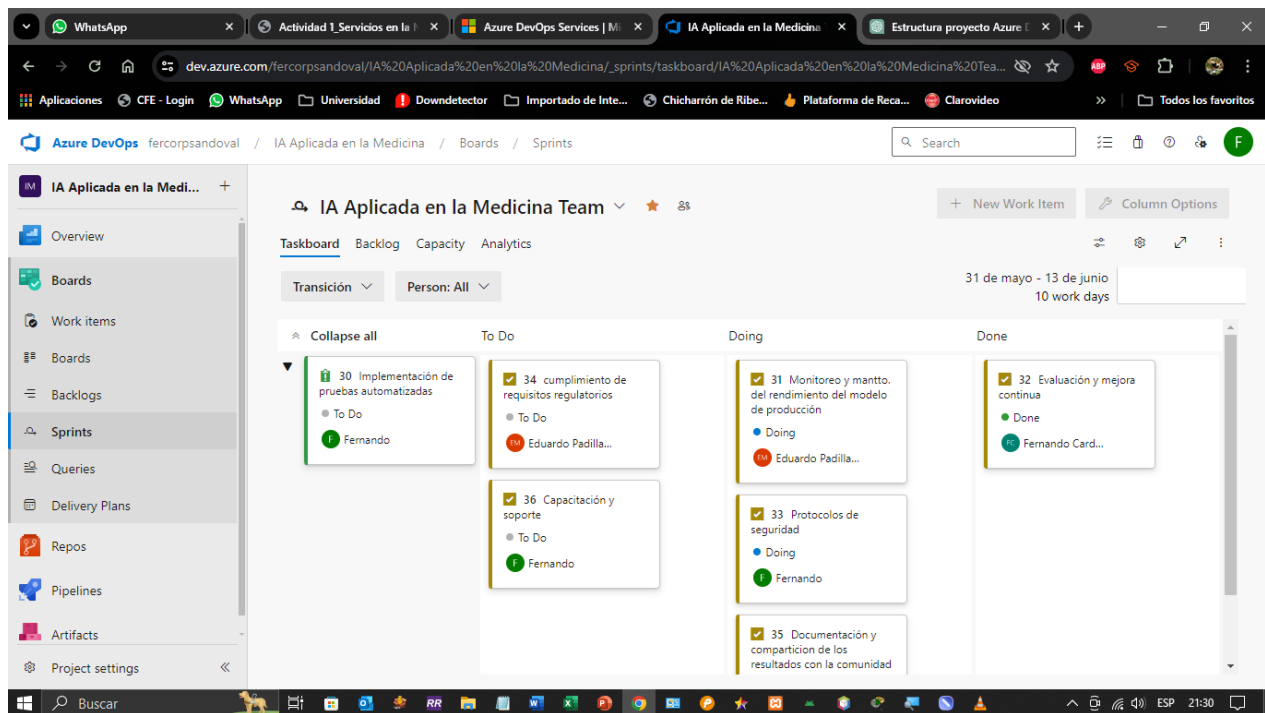 WhatsApp
Actividad 1_Servicios en la
Azure DevOps Services | Mi
IA Aplicada en la Medicina
Estructura proyecto Azure
dev.azure.com/fercorpsandoval/IA%20Aplicada%20en%20la%20Medicina/_sprints/taskboard/IA%20Aplicada%20en%20la%20Medicina%20Tea...
ABP
Aplicaciones
CFE - Login
WhatsApp
Universidad
Downdetector
Importado de Inte...
Chicharrón de Ribe...
Plataforma de Reca...
Clarovideo
»
Todos los favoritos
Azure DevOps fercorpsandoval / IA Aplicada en la Medicina / Boards / Sprints
Search
F
IM IA Aplicada en la Medi... +
Overview
Boards
Work items
Boards
Backlogs
Sprints
Queries
Delivery Plans
Repos
Pipelines
Artifacts
Project settings
IA Aplicada en la Medicina Team
+ New Work Item
Column Options
Taskboard Backlog Capacity Analytics
Transición
Person: All
31 de mayo - 13 de junio
10 work days
Collapse all
To Do
Doing
Done
30 Implementación de
pruebas automatizadas
To Do
F Fernando
34 cumplimiento de
requisitos regulatorios
To Do
EM Eduardo Padilla...
36 Capacitación y
soporte
To Do
F Fernando
31 Monitoreo y mantto.
del rendimiento del modelo
de producción
Doing
EM Eduardo Padilla...
33 Protocolos de
seguridad
Doing
F Fernando
35 Documentación y
comparticion de los
resultados con la comunidad
32 Evaluación y mejora
continua
Done
FC Fernando Card...
Buscar
RR
ESP
21:30